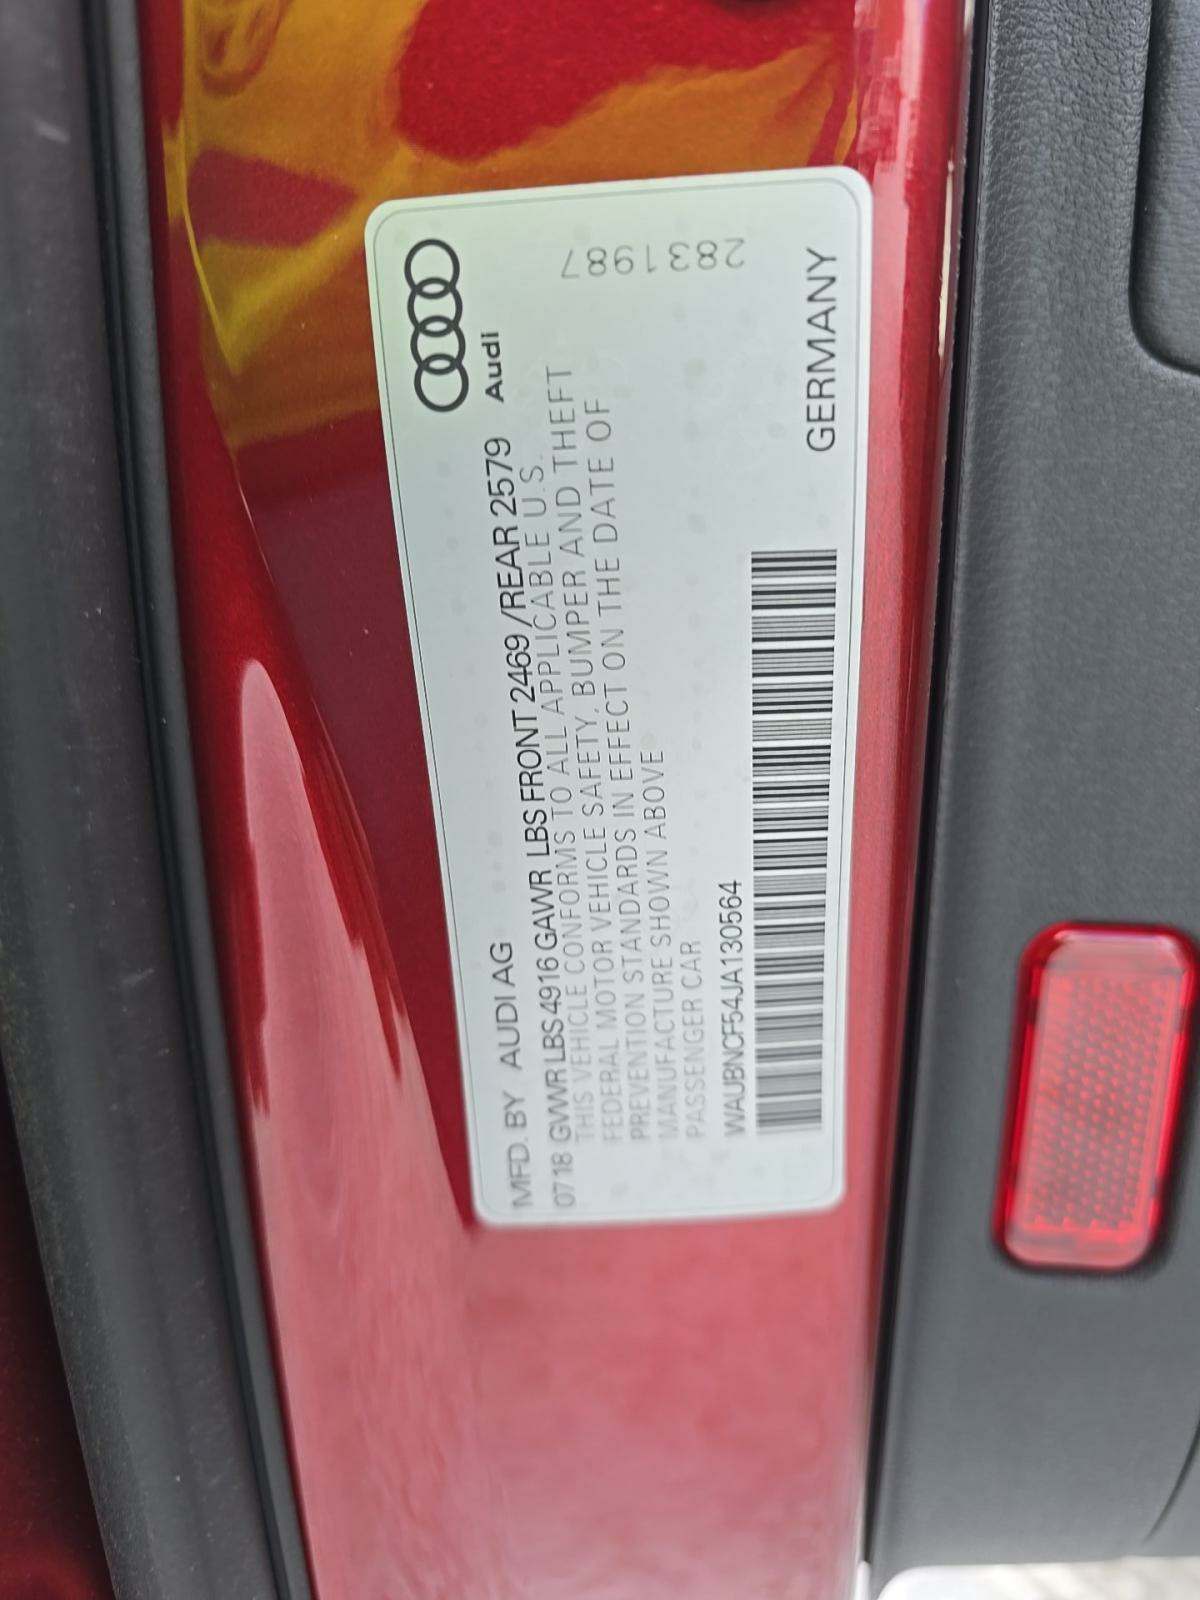 MFD. BY AUDI AG
0718 GVWR LBS 4916 GAWR LBS FRONT 2469 /REAR 2579
THIS VEHICLE CONFORMS TO ALL APPLICABLE U.S.
FEDERAL MOTOR VEHICLE SAFETY, BUMPER AND THEFT
PREVENTION STANDARDS IN EFFECT ON THE DATE OF
MANUFACTURE SHOWN ABOVE
PASSENGER CAR
WAUBNCF54JA130564
Audi
2831987
GERMANY